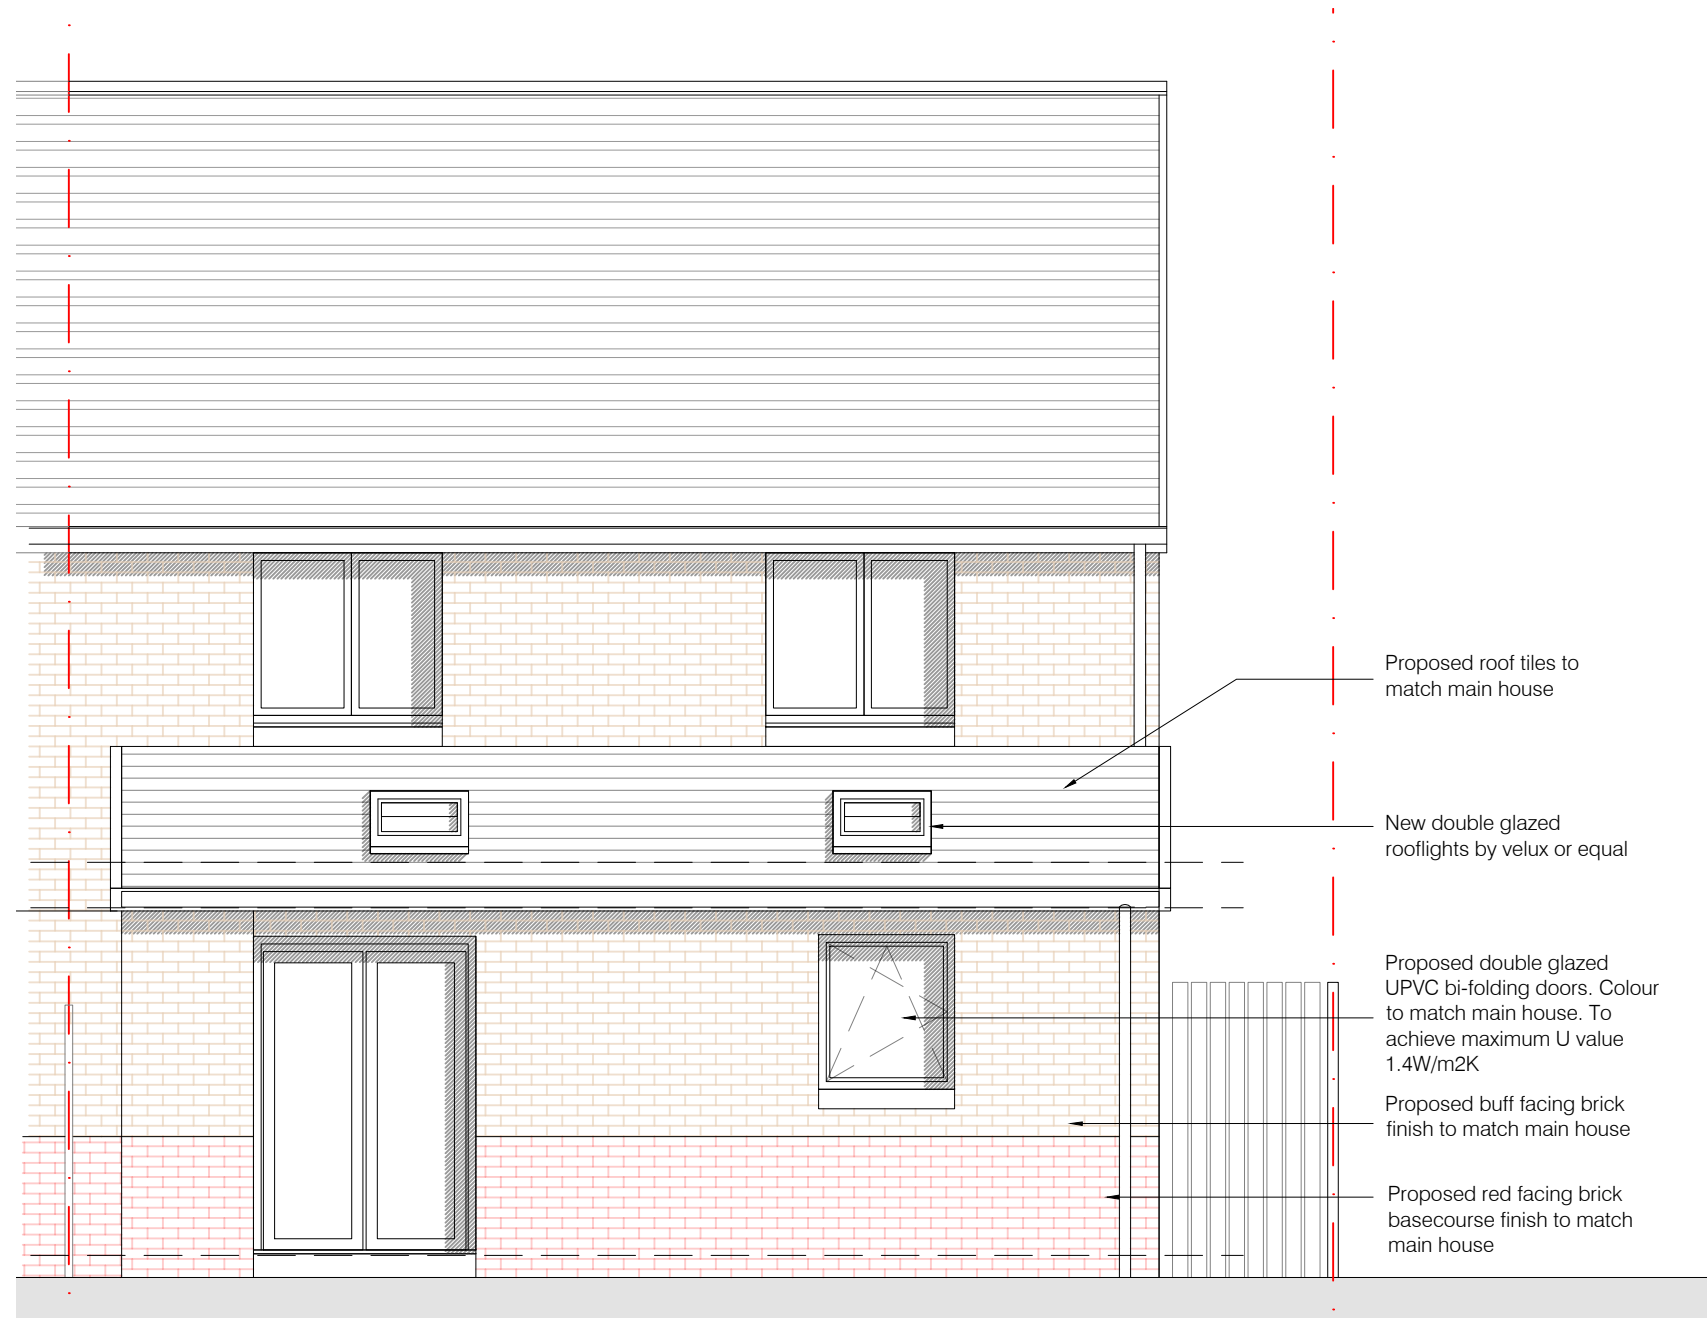 Proposed roof tiles to
match main house
New double glazed
rooflights by velux or equal
Proposed double glazed
UPVC bi-folding doors. Colour
to match main house. To
achieve maximum U value
1.4W/m2K
Proposed buff facing brick
finish to match main house
Proposed red facing brick
basecourse finish to match
main house